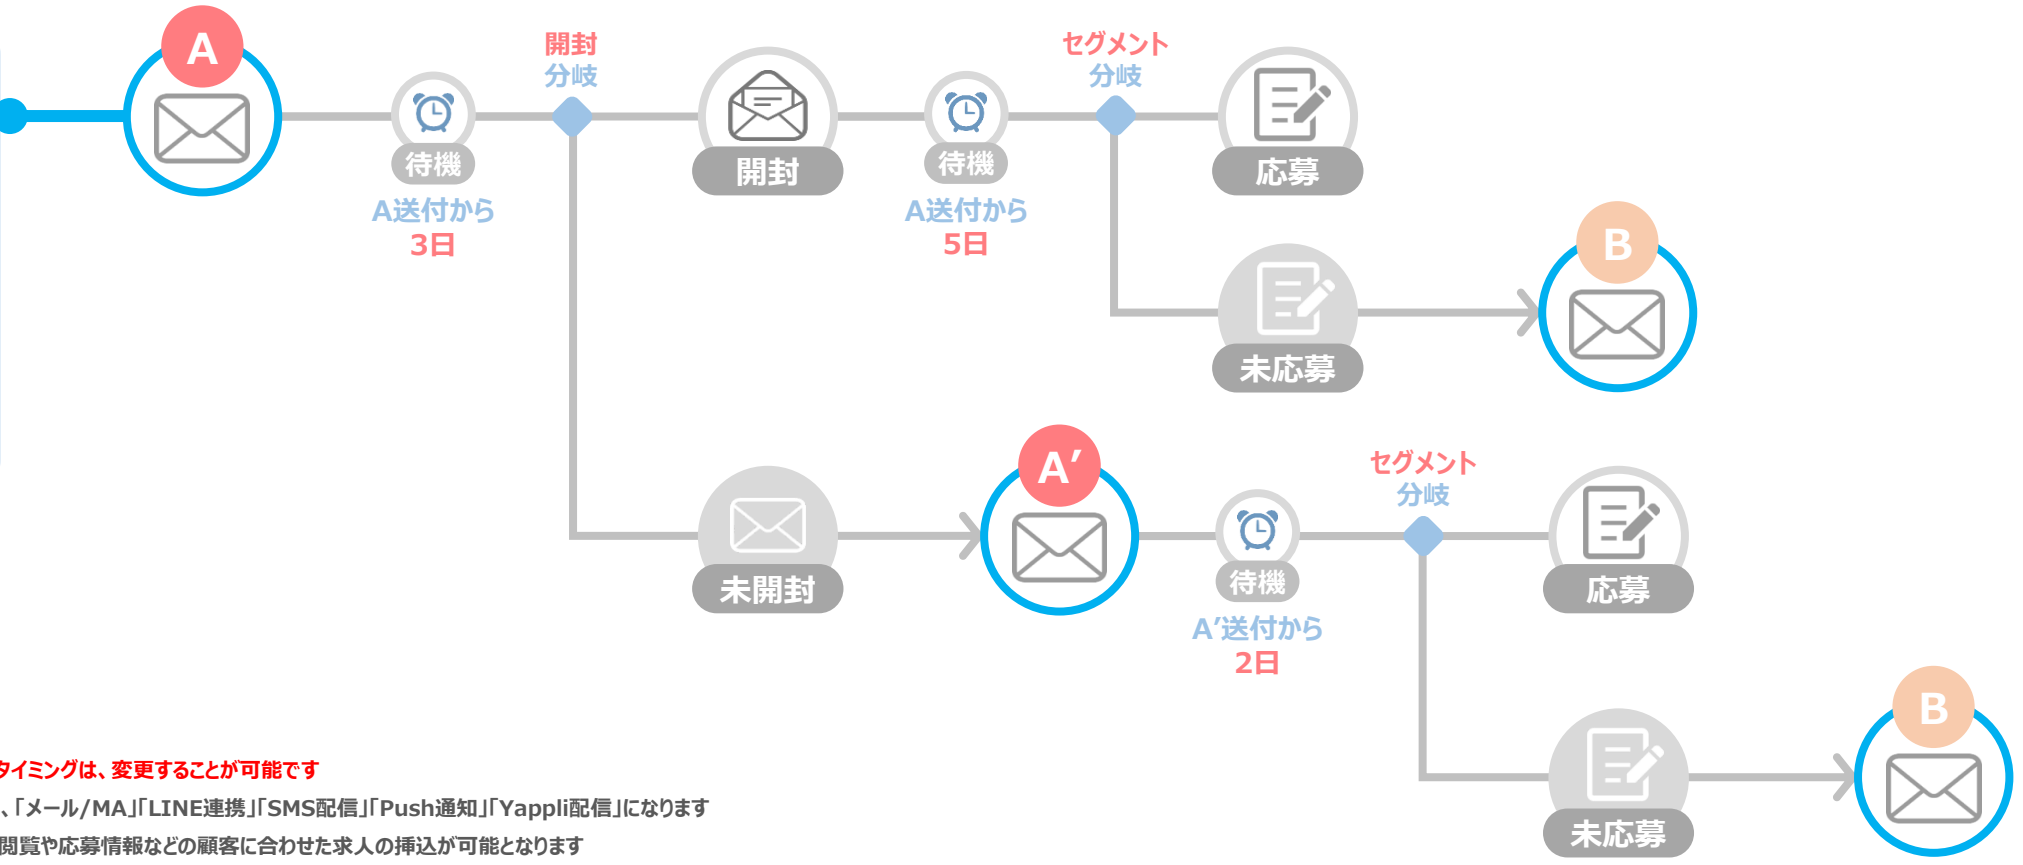 A
開封
分岐
セグメント
分岐
待機
A送付から
3日
開封
待機
A送付から
5日
応募
B
未応募
A′
セグメント
分岐
未開封
待機
A′送付から
2日
応募
B
未応募
タイミングは、変更することが可能です
、「メール/MA」「LINE連携」「SMS配信」「Push通知」「Yappli配信」になります
閲覧や応募情報などの顧客に合わせた求人の挿込が可能となります